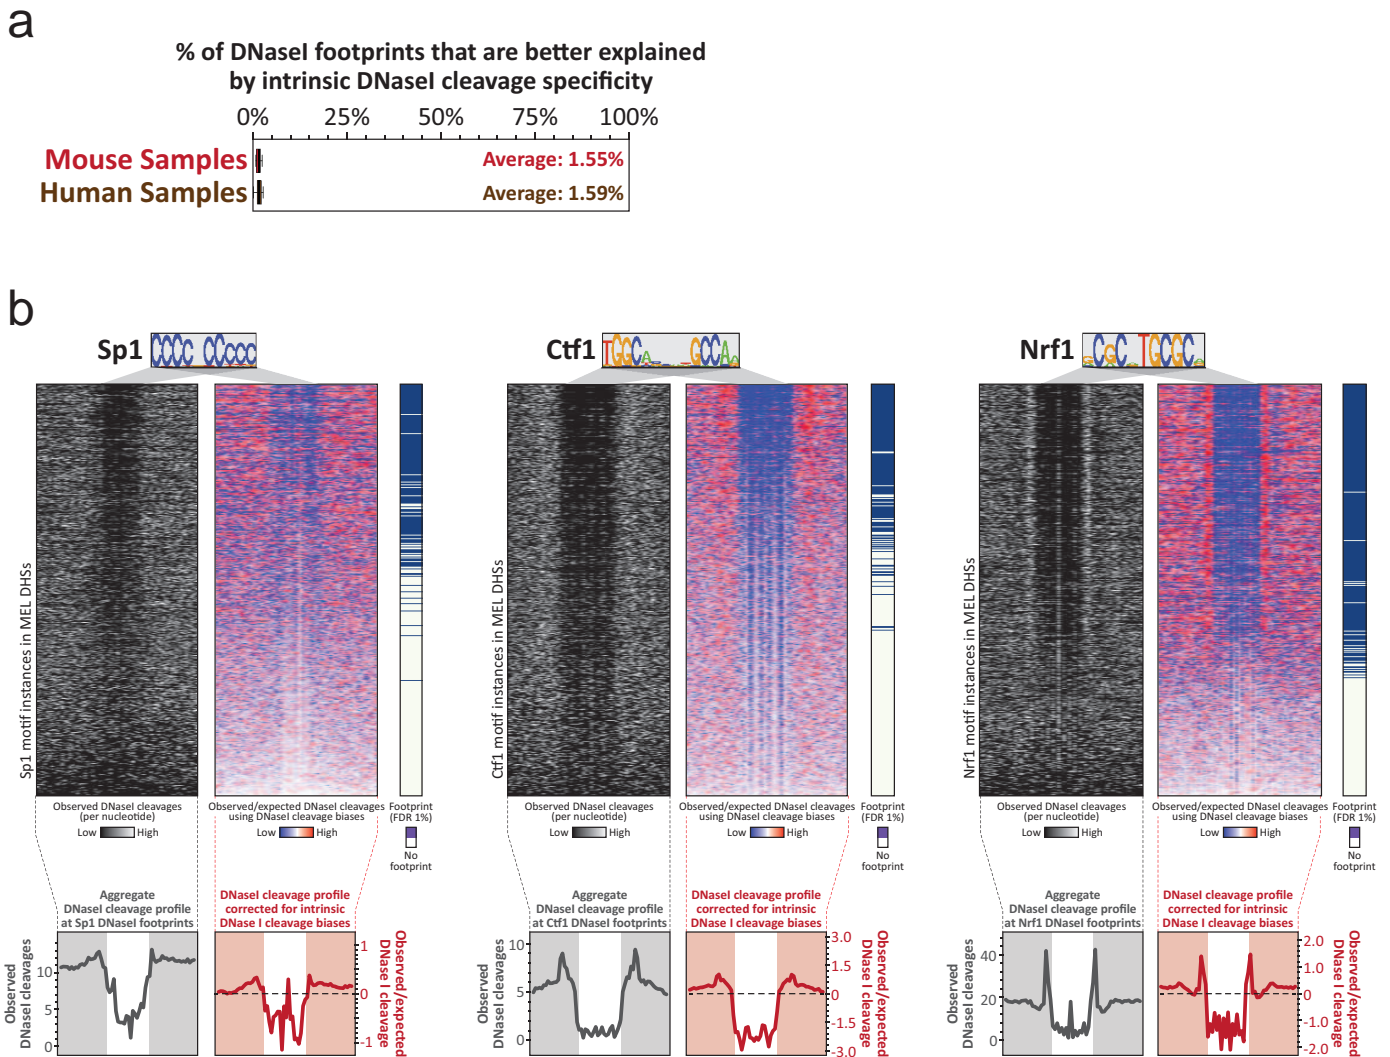 a
% of DNaseI footprints that are better explained
by intrinsic DNaseI cleavage specificity
0% 25% 50% 75% 100%
Mouse Samples Average: 1.55%
Human Samples Average: 1.59%
b
Sp1 CCCC CCCCC
Sp1 motif instances in MEL DHSs
Observed DNaseI cleavages
(per nucleotide)
Low High
Observed/expected DNaseI cleavages
using DNaseI cleavage biases
Low High
Footprint
(FDR 1%)
No
footprint
Aggregate
DNaseI cleavage profile
at Sp1 DNaseI footprints
Observed
DNaseI cleavages
10
5
0
DNaseI cleavage profile
corrected for intrinsic
DNase I cleavage biases
1
0
-1
Observed/expected
DNase I cleavage
Ctf1 TGGCA GCCA
Ctf1 motif instances in MEL DHSs
Observed DNaseI cleavages
(per nucleotide)
Low High
Observed/expected DNaseI cleavages
using DNaseI cleavage biases
Low High
Footprint
(FDR 1%)
No
footprint
Aggregate
DNaseI cleavage profile
at Ctf1 DNaseI footprints
Observed
DNaseI cleavages
10
5
0
DNaseI cleavage profile
corrected for intrinsic
DNase I cleavage biases
3.0
1.5
0
-1.5
-3.0
Observed/expected
DNase I cleavage
Nrf1 CGC TGCGC
Nrf1 motif instances in MEL DHSs
Observed DNaseI cleavages
(per nucleotide)
Low High
Observed/expected DNaseI cleavages
using DNaseI cleavage biases
Low High
Footprint
(FDR 1%)
No
footprint
Aggregate
DNaseI cleavage profile
at Nrf1 DNaseI footprints
Observed
DNaseI cleavages
40
20
0
DNaseI cleavage profile
corrected for intrinsic
DNase I cleavage biases
2.0
1.0
0
-1.0
-2.0
Observed/expected
DNase I cleavage